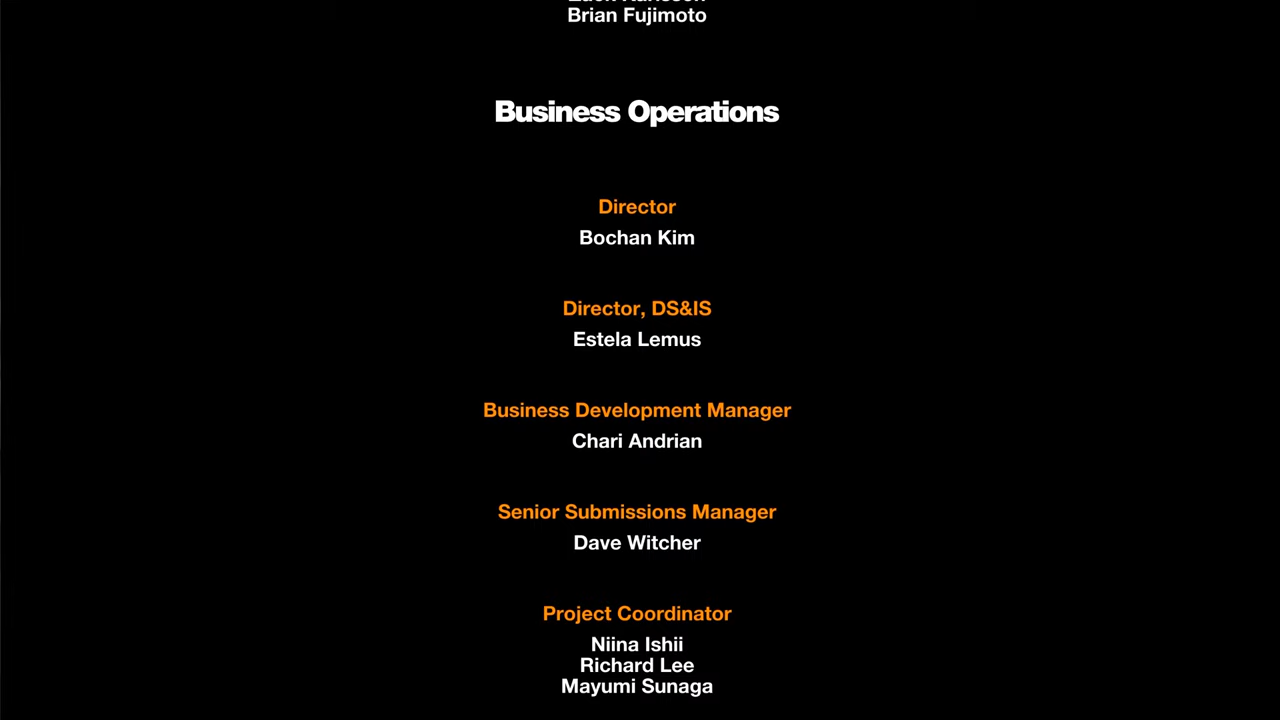 Brian Fujimoto
Business Operations
Director
Bochan Kim
Director, DS&IS
Estela Lemus
Business Development Manager
Chari Andrian
Senior Submissions Manager
Dave Witcher
Project Coordinator
Niina Ishii
Richard Lee
Mayumi Sunaga